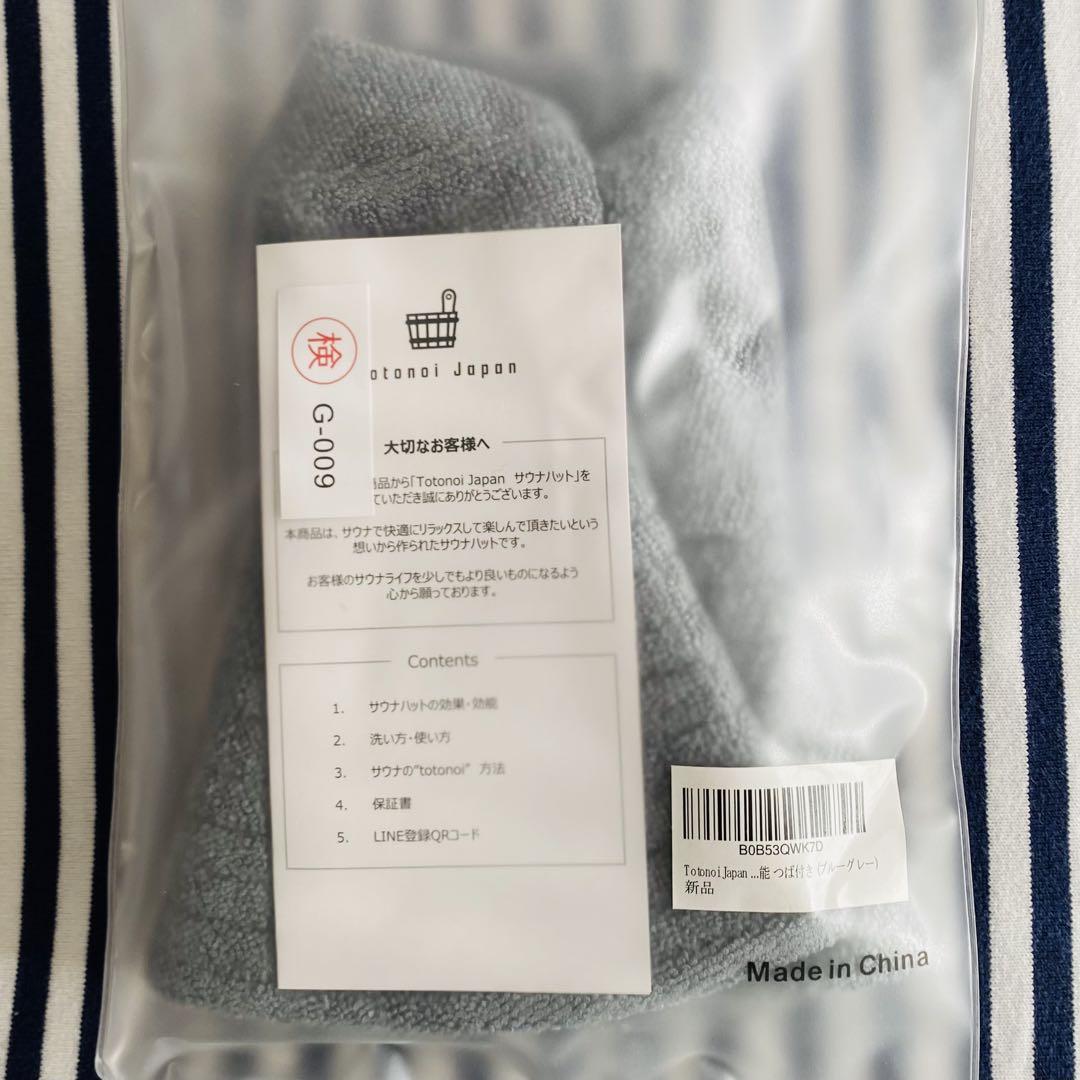 検
G-009
otonoi Japan
大切なお客様へ
商品から「Totonoi Japan サウナハット」を
ていただき誠にありがとうございます。
本商品は、サウナで快適にリラックスして楽しんで頂きたいという
想いから作られたサウナハットです。
お客様のサウナライフを少しでもより良いものになるよう
心から願っております。
Contents
1. サウナハットの効果・効能
2. 洗い方・使い方
3. サウナの"totonoi" 方法
4. 保証書
5. LINE登録QRコード
B0B53QWK7D
Totonoi Japan ...能 つば付き (ブルーグレー)
新品
Made in China